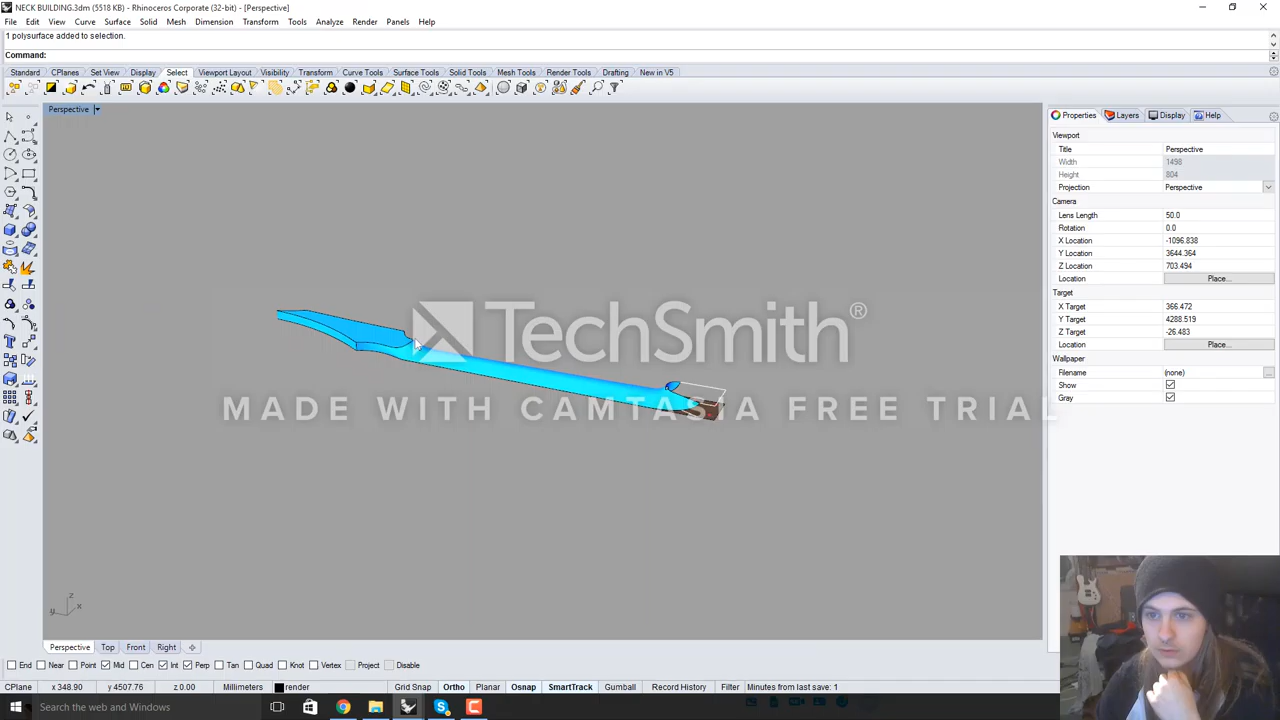 NECK BUILDING.3dm (5518 KB) - Rhinoceros Corporate (32-bit) - [Perspective]
File Edit View Curve Surface Solid Mesh Dimension Transform Tools Analyze Render Panels Help
1 polysurface added to selection.
Command:
Standard CPlanes Set View Display Select Viewport Layout Visibility Transform Curve Tools Surface Tools Solid Tools Mesh Tools Render Tools Drafting New in V5
Perspective
Properties Layers Display Help
Viewport
Title Perspective
Width 1498
Height 804
Projection Perspective
Camera
Lens Length 50.0
Rotation 0.0
X Location -1096.838
Y Location 3644.364
Z Location 703.494
Location Place...
Target
X Target 366.472
Y Target 4288.519
Z Target -26.483
Location Place...
Wallpaper
Filename (none) ...
Show
Gray
TechSmith®
MADE WITH CAMTASIA FREE TRIAL
z
y x
Perspective Top Front Right
End Near Point Mid Cen Int Perp Tan Quad Knot Vertex Project Disable
CPlane x 348.90 y 4507.76 z 0.00 Millimeters render Grid Snap Ortho Planar Osnap SmartTrack Gumball Record History Filter Minutes from last save: 1
Search the web and Windows